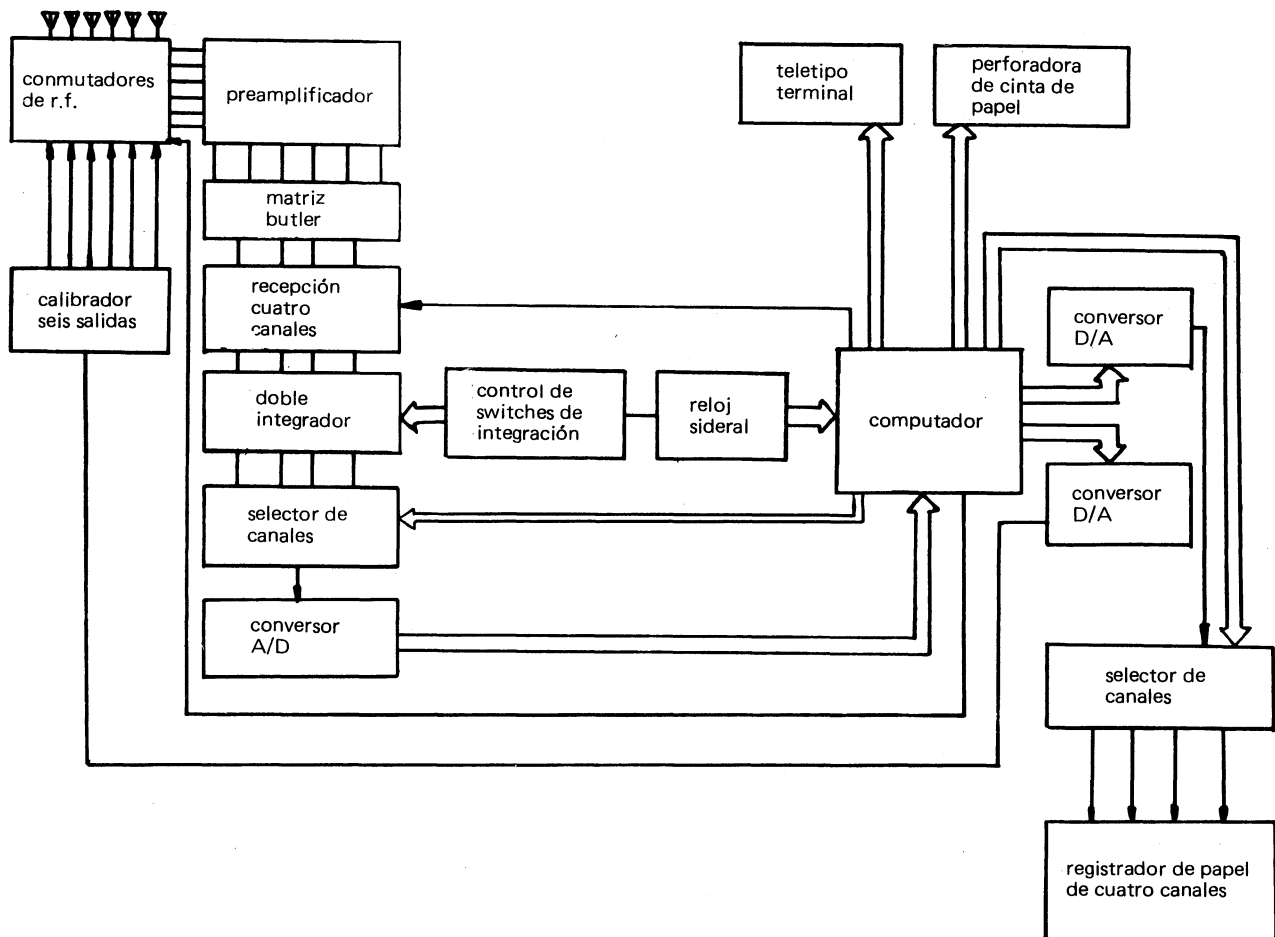 conmutadores
de r.f.
preamplificador
teletipo
terminal
perforadora
de cinta de
papel
matriz
butler
calibrador
seis salidas
recepción
cuatro
canales
conversor
D/A
doble
integrador
control de
switches de
integración
reloj
sideral
computador
conversor
D/A
selector de
canales
conversor
A/D
selector de
canales
registrador de papel
de cuatro canales